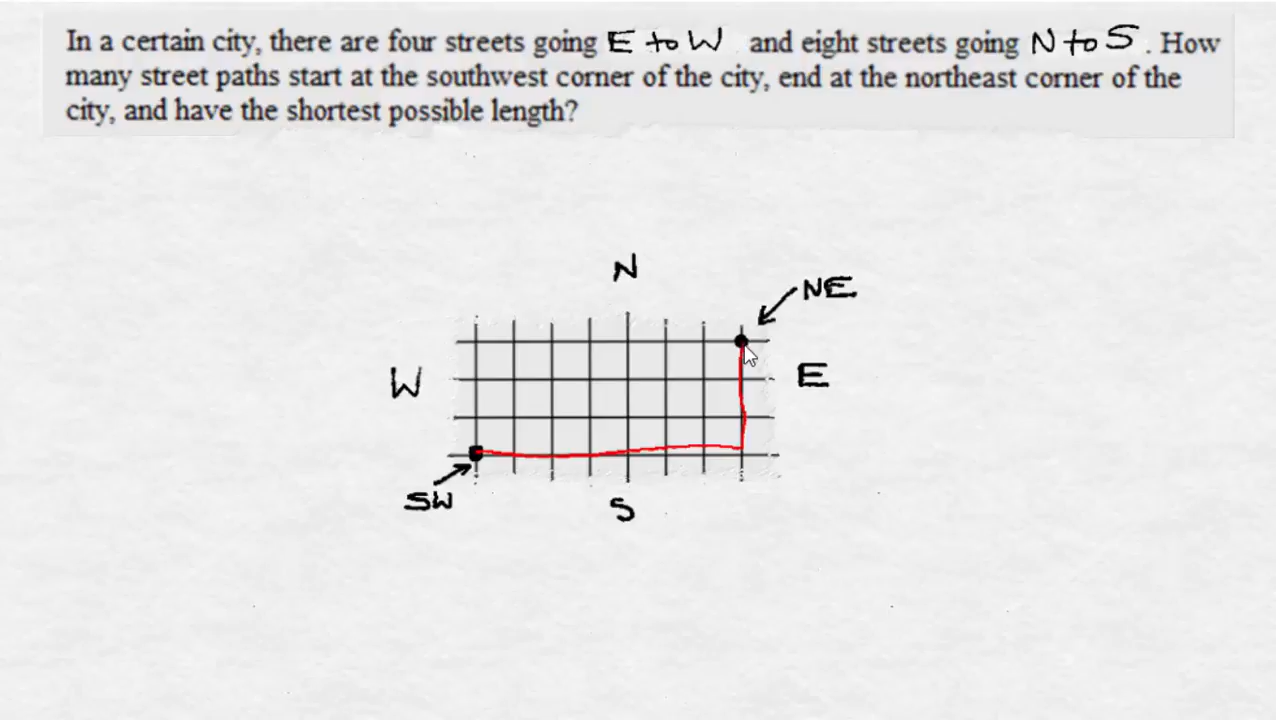 In a certain city, there are four streets going E to W and eight streets going N to S. How
many street paths start at the southwest corner of the city, end at the northeast corner of the
city, and have the shortest possible length?
N
NE
W
E
SW
S